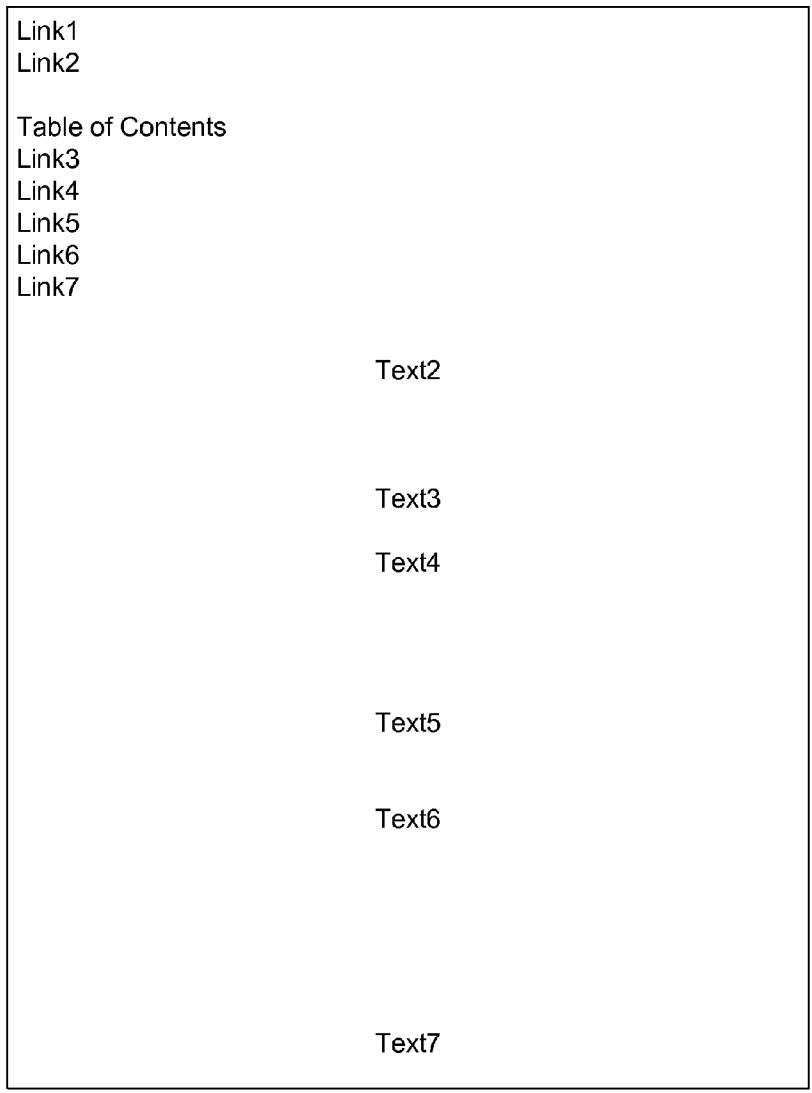 Link1
Link2
Table of Contents
Link3
Link4
Link5
Link6
Link7
Text2
Text3
Text4
Text5
Text6
Text7